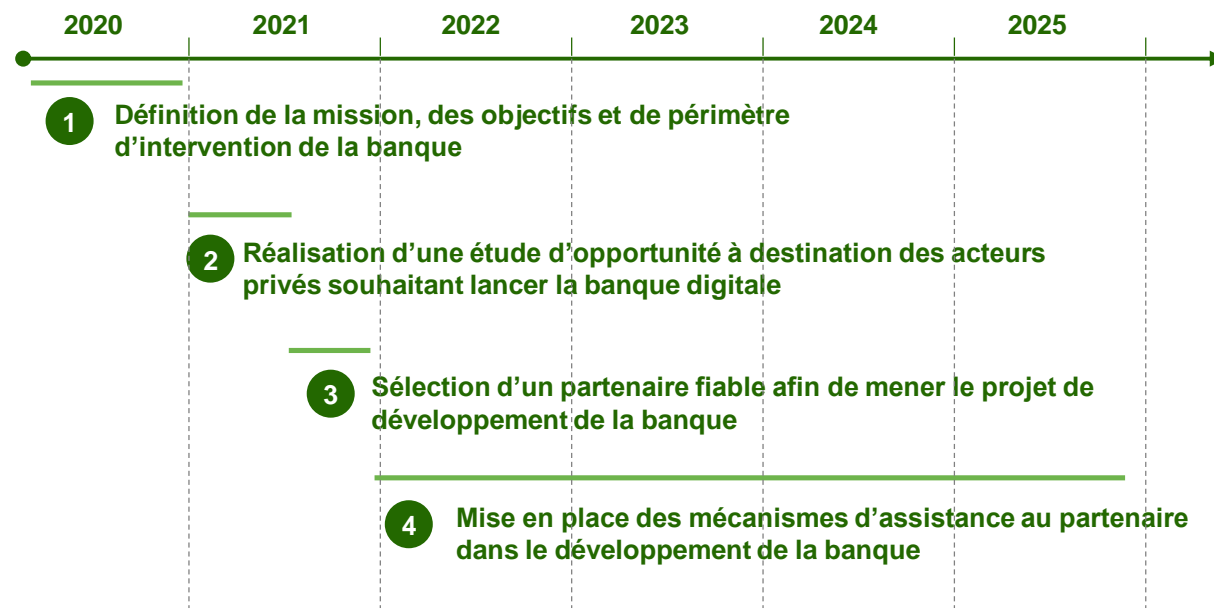 2020 2021 2022 2023 2024 2025
1 Définition de la mission, des objectifs et de périmètre
d’intervention de la banque
2 Réalisation d’une étude d’opportunité à destination des acteurs
privés souhaitant lancer la banque digitale
3 Sélection d’un partenaire fiable afin de mener le projet de
développement de la banque
4 Mise en place des mécanismes d’assistance au partenaire
dans le développement de la banque